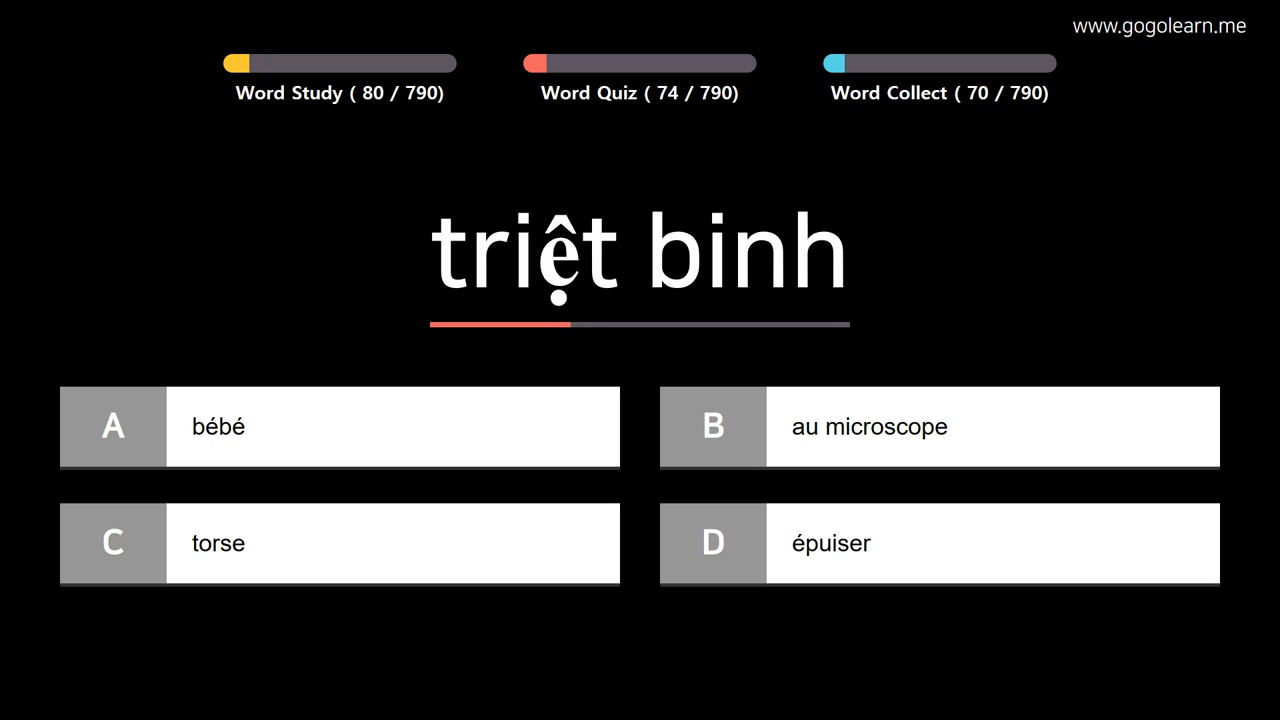 www.gogolearn.me
Word Study ( 80 / 790)
Word Quiz ( 74 / 790)
Word Collect ( 70 / 790)
triệt binh
A
bébé
B
au microscope
C
torse
D
épuiser